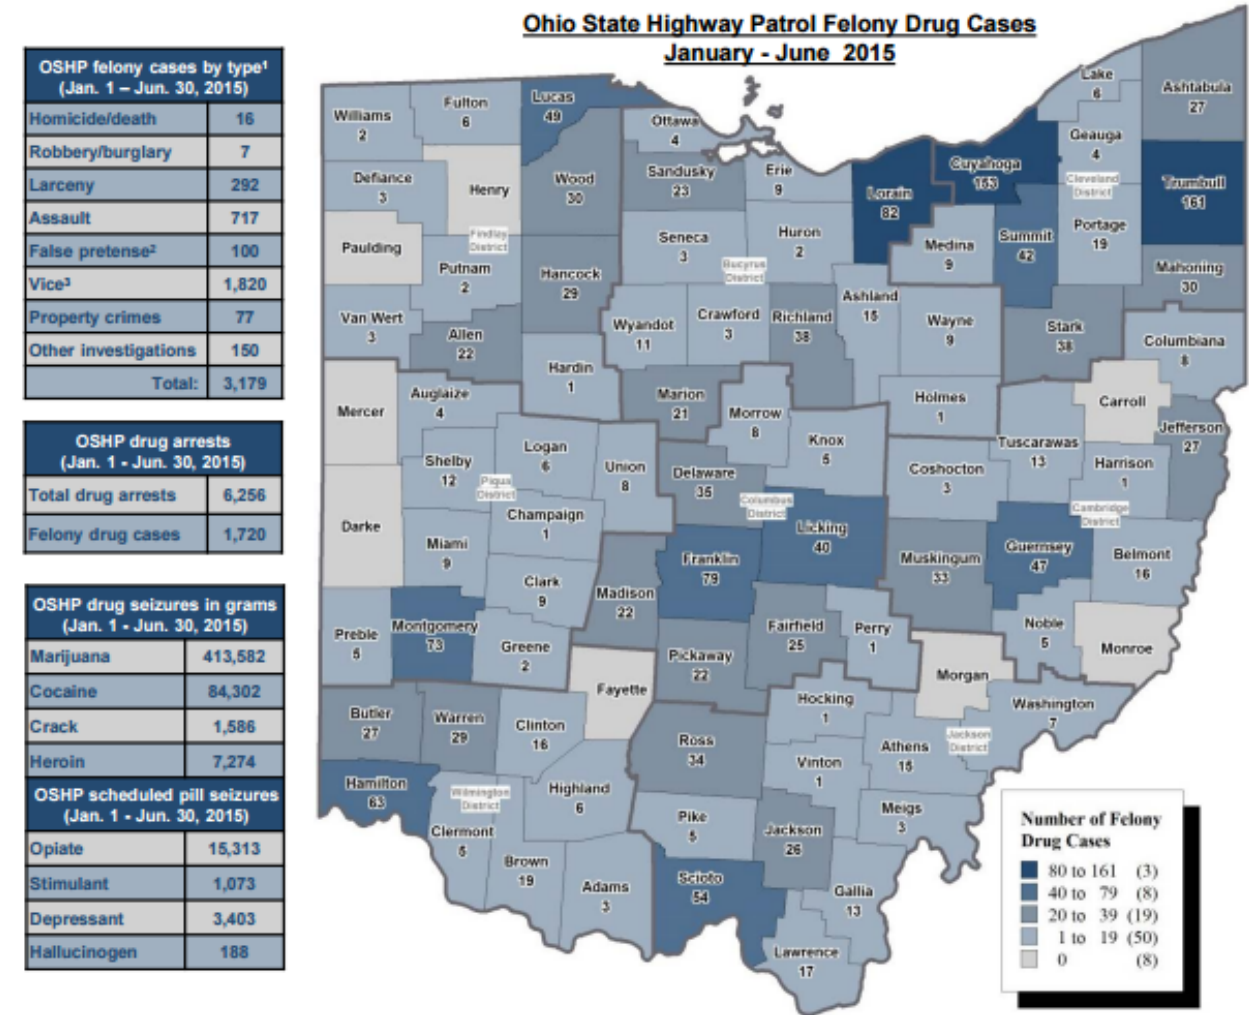 Ohio State Highway Patrol Felony Drug Cases
January - June 2015
OSHP felony cases by type¹
(Jan. 1 – Jun. 30, 2015)
Homicide/death 16
Robbery/burglary 7
Larceny 292
Assault 717
False pretense² 100
Vice³ 1,820
Property crimes 77
Other investigations 150
Total: 3,179
OSHP drug arrests
(Jan. 1 - Jun. 30, 2015)
Total drug arrests 6,256
Felony drug cases 1,720
OSHP drug seizures in grams
(Jan. 1 - Jun. 30, 2015)
Marijuana 413,582
Cocaine 84,302
Crack 1,586
Heroin 7,274
OSHP scheduled pill seizures
(Jan. 1 - Jun. 30, 2015)
Opiate 15,313
Stimulant 1,073
Depressant 3,403
Hallucinogen 188
Williams
2
Fulton
6
Lucas
49
Ottawa
4
Lake
6
Ashtabula
27
Geauga
4
Cuyahoga
153
Cleveland
District
Trumbull
161
Defiance
3
Henry
Wood
30
Sandusky
23
Erie
9
Lorain
82
Paulding
Findlay
District
Putnam
2
Hancock
29
Seneca
3
Huron
2
Bucyrus
District
Medina
9
Summit
42
Portage
19
Mahoning
30
Van Wert
3
Allen
22
Wyandot
11
Crawford
3
Richland
38
Ashland
15
Wayne
9
Stark
38
Columbiana
8
Hardin
1
Mercer
Auglaize
4
Marion
21
Morrow
8
Holmes
1
Carroll
Jefferson
27
Logan
6
Union
8
Knox
5
Tuscarawas
13
Harrison
1
Shelby
12
Piqua
District
Delaware
35
Columbus
District
Coshocton
3
Cambridge
District
Darke
Champaign
1
Licking
40
Miami
9
Franklin
79
Muskingum
33
Guernsey
47
Belmont
16
Clark
9
Madison
22
Preble
5
Montgomery
73
Greene
2
Pickaway
22
Fairfield
25
Perry
1
Noble
5
Monroe
Fayette
Morgan
Butler
27
Warren
29
Clinton
16
Hocking
1
Washington
7
Ross
34
Athens
15
Jackson
District
Vinton
1
Hamilton
63
Wilmington
District
Highland
6
Clermont
5
Pike
5
Jackson
26
Meigs
3
Brown
19
Adams
3
Scioto
54
Gallia
13
Lawrence
17
Number of Felony
Drug Cases
80 to 161 (3)
40 to 79 (8)
20 to 39 (19)
1 to 19 (50)
0 (8)